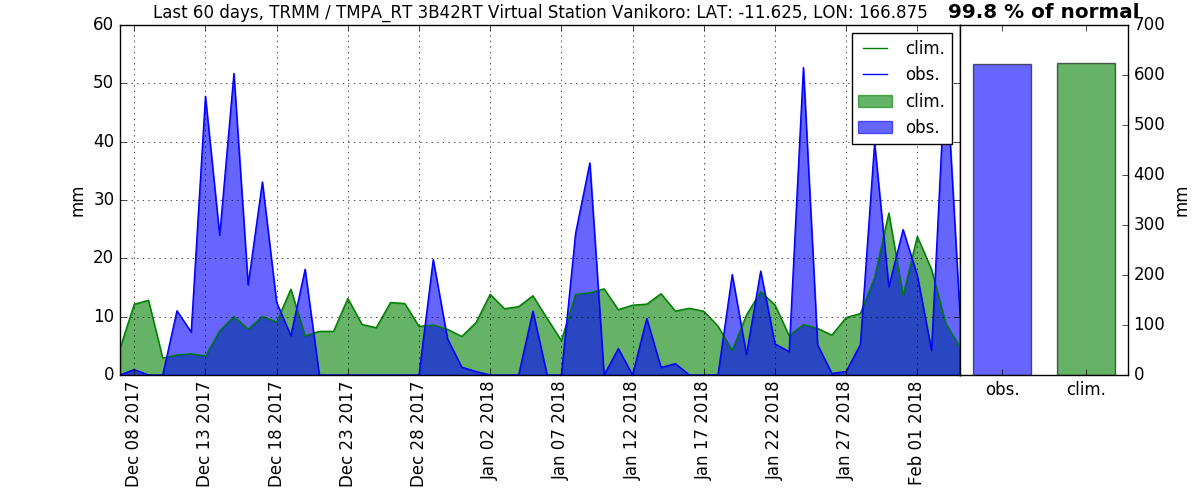 Last 60 days, TRMM / TMPA_RT 3B42RT Virtual Station Vanikoro: LAT: -11.625, LON: 166.875
99.8 % of normal
60
50
40
30
20
10
0
mm
clim.
obs.
clim.
obs.
700
600
500
400
300
200
100
0
mm
Dec 08 2017
Dec 13 2017
Dec 18 2017
Dec 23 2017
Dec 28 2017
Jan 02 2018
Jan 07 2018
Jan 12 2018
Jan 17 2018
Jan 22 2018
Jan 27 2018
Feb 01 2018
obs.
clim.